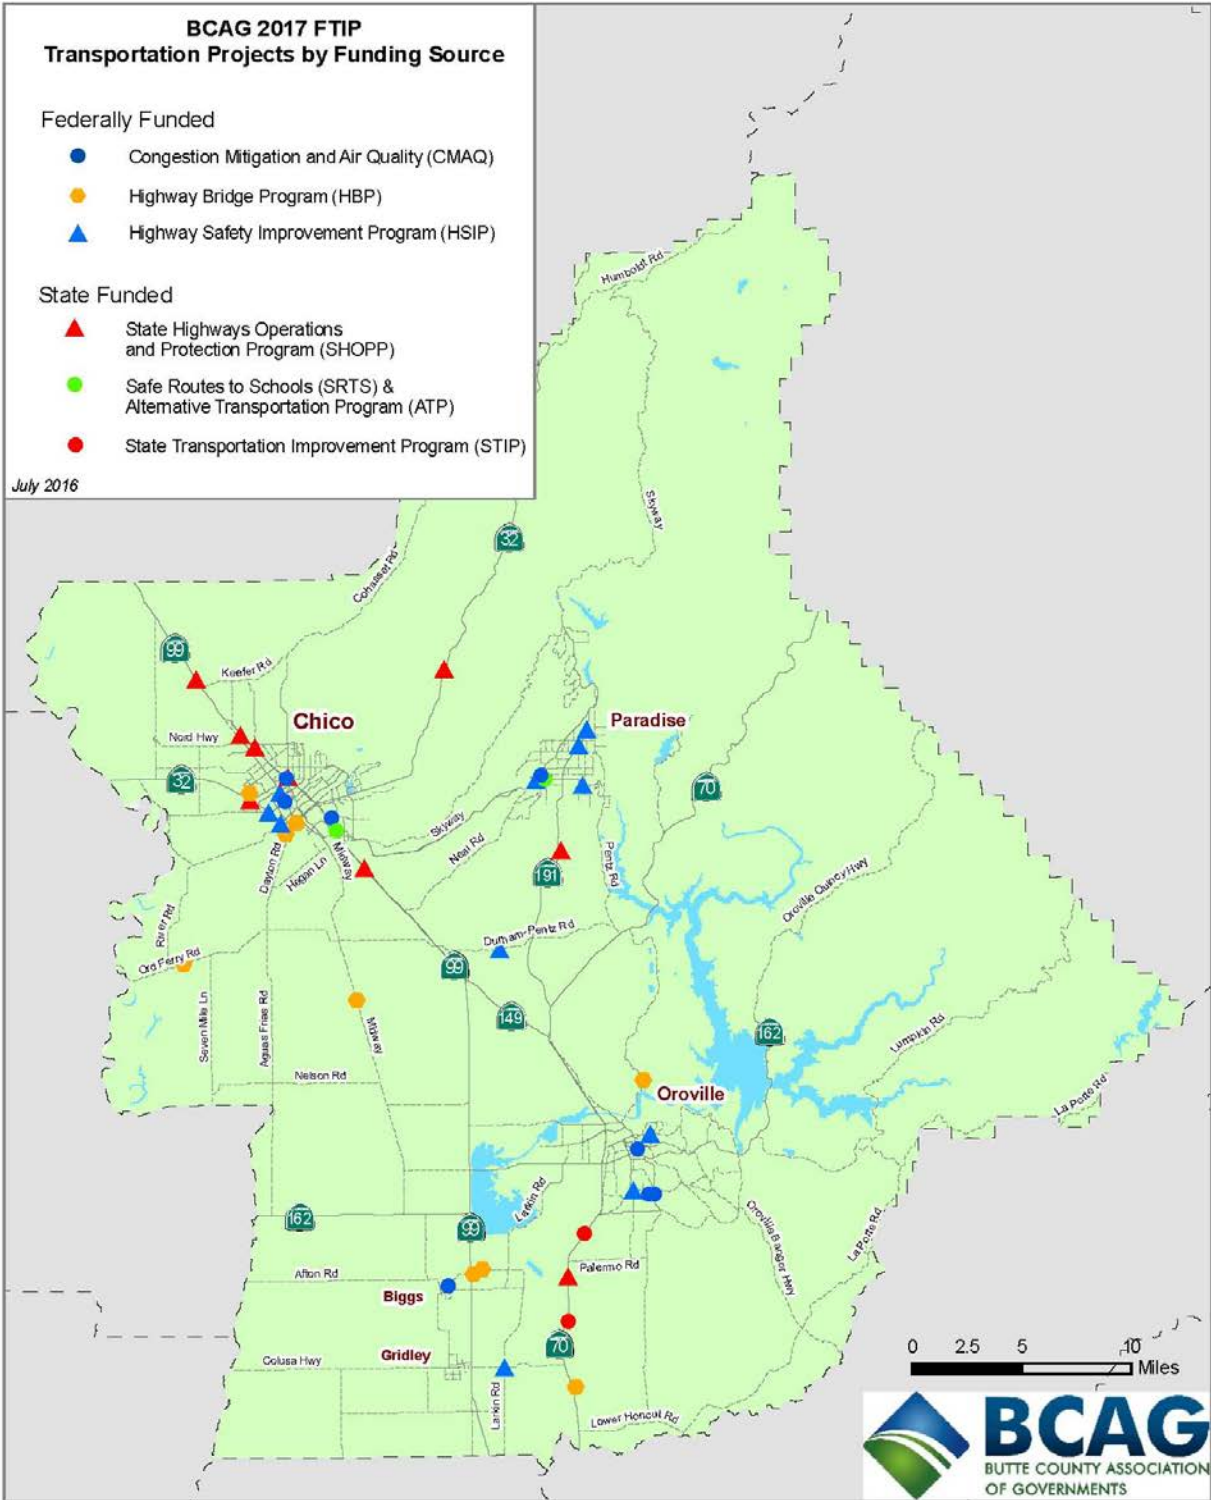 BCAG 2017 FTIP
Transportation Projects by Funding Source
Federally Funded
Congestion Mitigation and Air Quality (CMAQ)
Highway Bridge Program (HBP)
Highway Safety Improvement Program (HSIP)
State Funded
State Highways Operations
and Protection Program (SHOPP)
Safe Routes to Schools (SRTS) &
Alternative Transportation Program (ATP)
State Transportation Improvement Program (STIP)
July 2016
Humboldt Rd
Skyway
32
Cohasset Rd
99
Keefer Rd
Chico
Paradise
Nord Hwy
32
70
Skyway
Neal Rd
Dayton Rd
Hegan Ln
Midway
191
Pentz Rd
Oroville Quincy Hwy
River Rd
Durham-Pentz Rd
Ord Ferry Rd
99
149
Seven Mile Ln
Aguas Frias Rd
Midway
162
Lumpkin Rd
Nelson Rd
Oroville
La Porte Rd
Larkin Rd
162
99
Oroville Bangor Hwy
La Porte Rd
Afton Rd
Palermo Rd
Biggs
Gridley
70
Colusa Hwy
Larkin Rd
Lower Honcut Rd
0 2.5 5 10
Miles
BCAG
BUTTE COUNTY ASSOCIATION
OF GOVERNMENTS